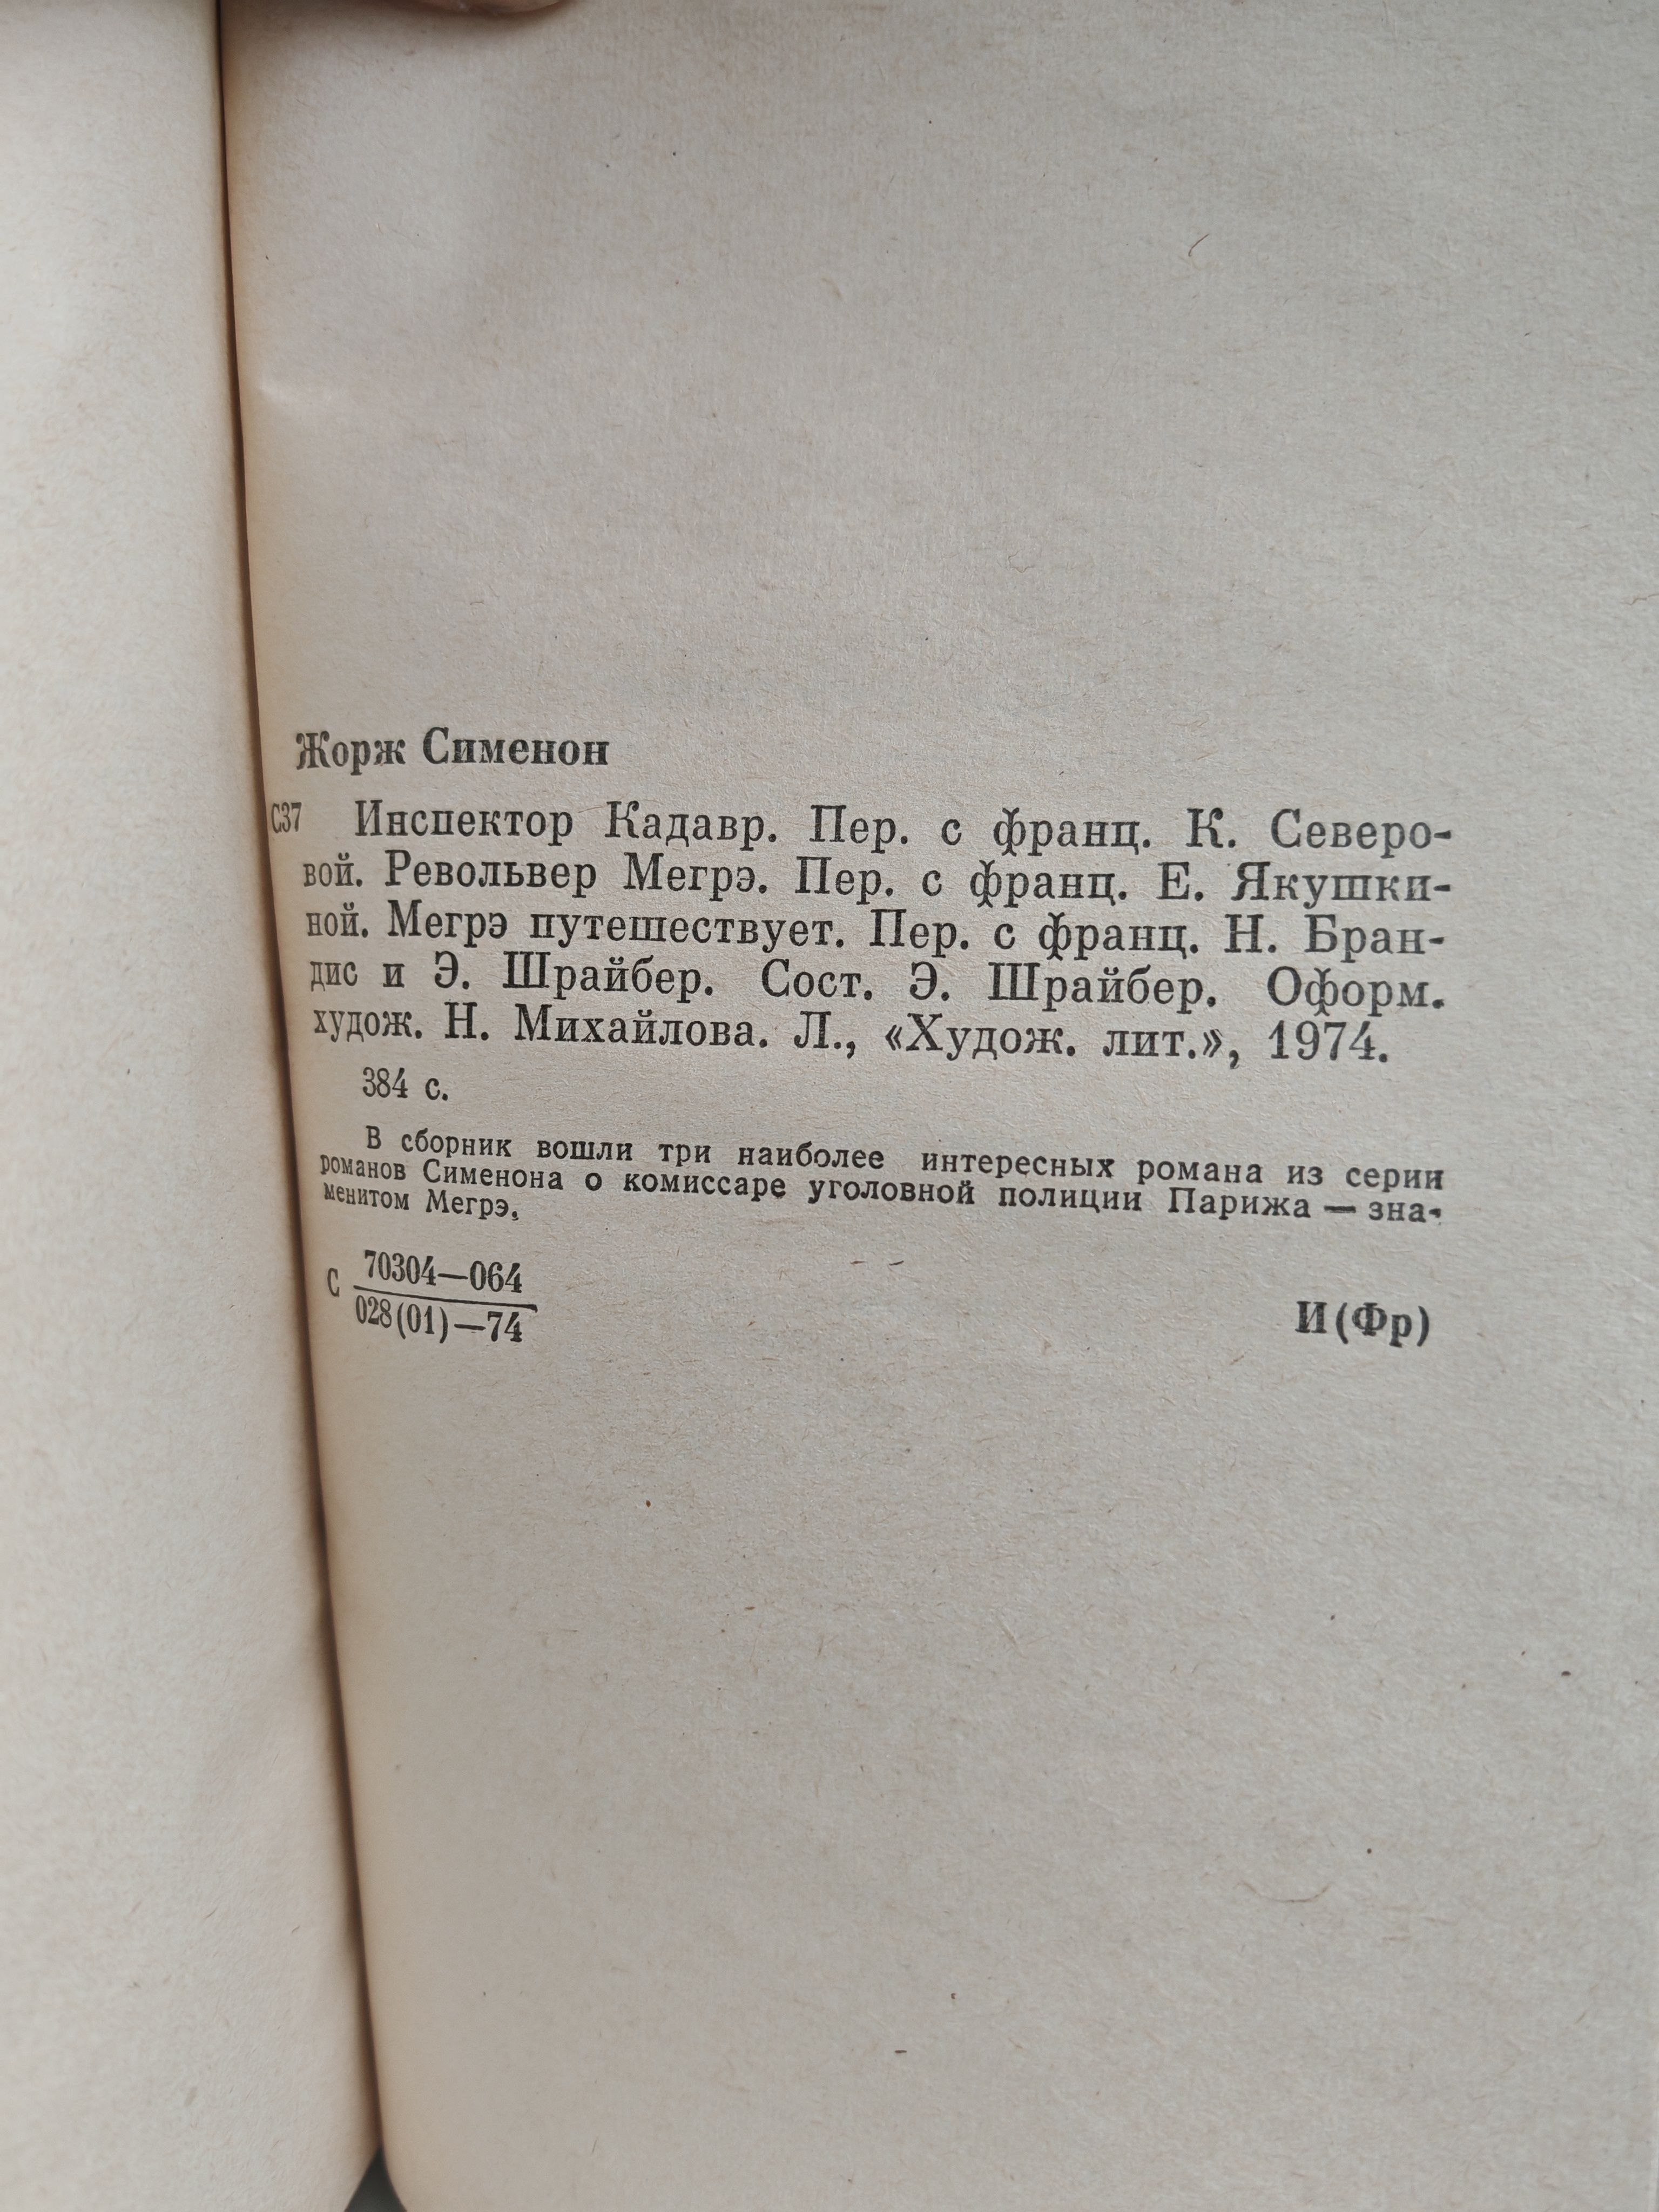 Жорж Сименон
С37 Инспектор Кадавр. Пер. с франц. К. Северо-
вой. Револьвер Мегрэ. Пер. с франц. Е. Якушки-
ной. Мегрэ путешествует. Пер. с франц. Н. Бран-
дис и Э. Шрайбер. Сост. Э. Шрайбер. Оформ.
худож. Н. Михайлова. Л., «Худож. лит.», 1974.
384 с.
В сборник вошли три наиболее интересных романа из серии
романов Сименона о комиссаре уголовной полиции Парижа — зна-
менитом Мегрэ.
С 70304—064
028(01)—74
И(Фр)